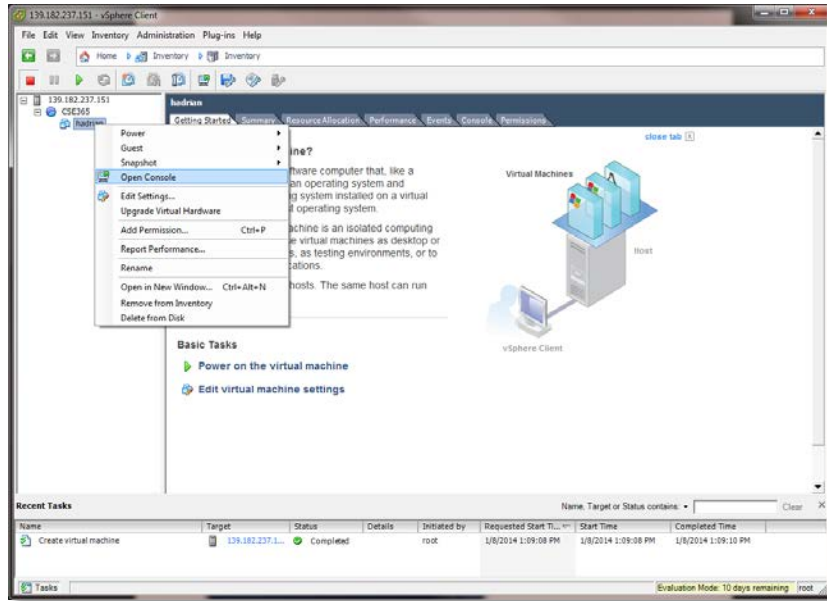 139.182.237.151 - vSphere Client
File Edit View Inventory Administration Plug-ins Help
Home Inventory Inventory
139.182.237.151
CSE365
hadrian
hadrian
Getting Started Summary Resource Allocation Performance Events Console Permissions
close tab
Power
Guest
Snapshot
Open Console
Edit Settings...
Upgrade Virtual Hardware
Add Permission... Ctrl+P
Report Performance...
Rename
Open in New Window... Ctrl+Alt+N
Remove from Inventory
Delete from Disk
ine?
ftware computer that, like a
an operating system and
g system installed on a virtual
t operating system.
achine is an isolated computing
e virtual machines as desktop or
s, as testing environments, or to
cations.
hosts. The same host can run
Virtual Machines
Host
vSphere Client
Basic Tasks
Power on the virtual machine
Edit virtual machine settings
Recent Tasks
Name, Target or Status contains: Clear
Name Target Status Details Initiated by Requested Start Ti... Start Time Completed Time
Create virtual machine 139.182.237.1... Completed root 1/8/2014 1:09:08 PM 1/8/2014 1:09:08 PM 1/8/2014 1:09:10 PM
Tasks Evaluation Mode: 10 days remaining root